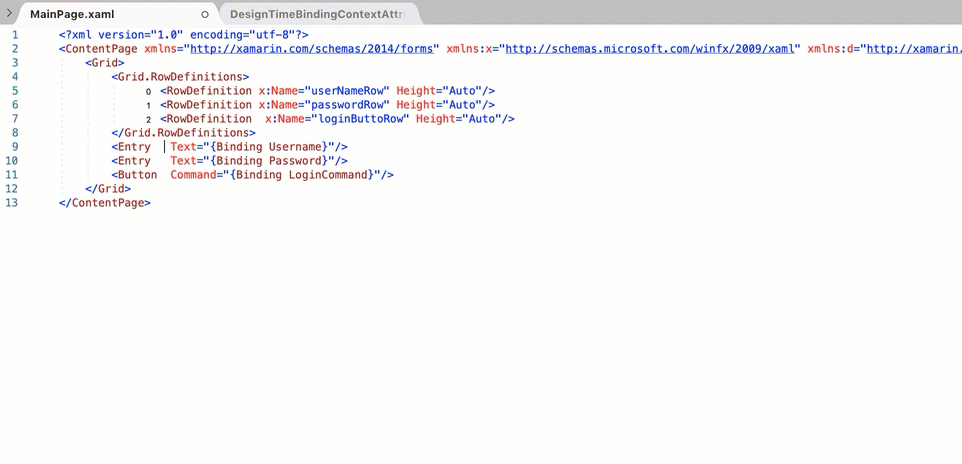 MainPage.xaml
DesignTimeBindingContextAttri
1 <?xml version="1.0" encoding="utf-8"?>
2 <ContentPage xmlns="http://xamarin.com/schemas/2014/forms" xmlns:x="http://schemas.microsoft.com/winfx/2009/xaml" xmlns:d="http://xamarin.
3 <Grid>
4 <Grid.RowDefinitions>
5 0 <RowDefinition x:Name="userNameRow" Height="Auto"/>
6 1 <RowDefinition x:Name="passwordRow" Height="Auto"/>
7 2 <RowDefinition x:Name="loginButtoRow" Height="Auto"/>
8 </Grid.RowDefinitions>
9 <Entry Text="{Binding Username}"/>
10 <Entry Text="{Binding Password}"/>
11 <Button Command="{Binding LoginCommand}"/>
12 </Grid>
13 </ContentPage>